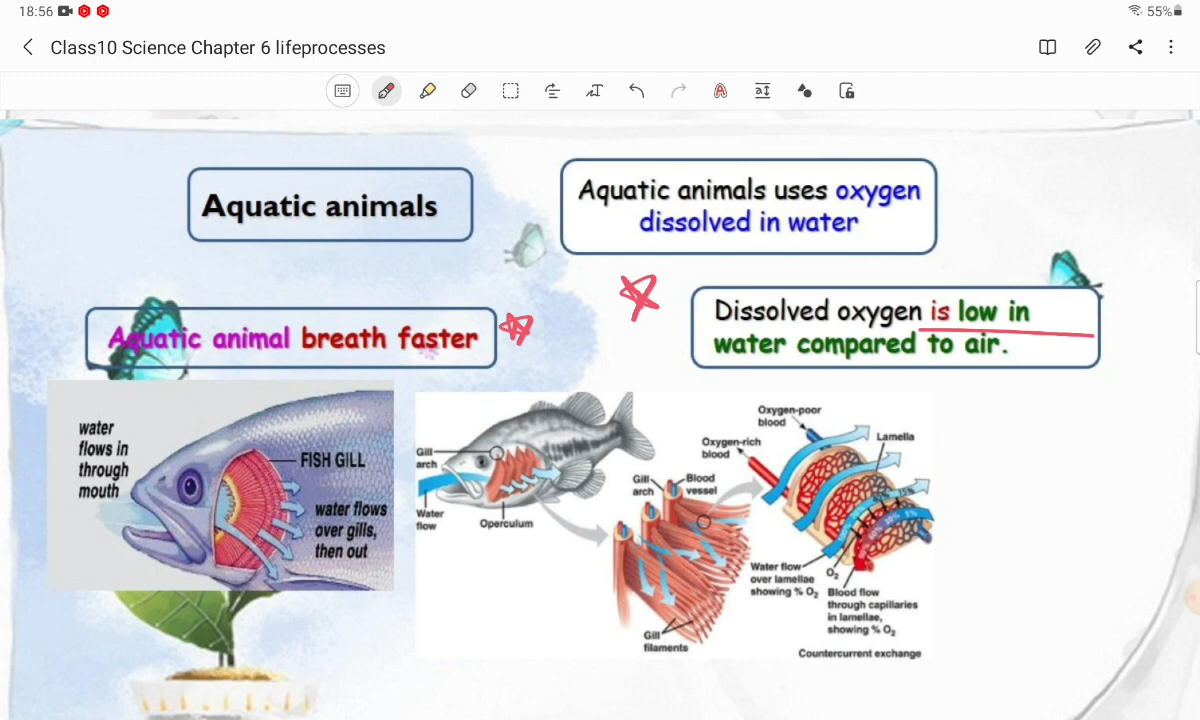 18:56
55%
Class10 Science Chapter 6 lifeprocesses
Aquatic animals
Aquatic animals uses oxygen
dissolved in water
Aquatic animal breath faster
Dissolved oxygen is low in
water compared to air.
water
flows in
through
mouth
FISH GILL
water flows
over gills,
then out
Gill
arch
Water
flow
Operculum
Gill
arch
Blood
vessel
Gill
filaments
Oxygen-poor
blood
Oxygen-rich
blood
Lamella
15%
Water flow
over lamellae
showing % O₂
O₂
Blood flow
through capillaries
in lamellae,
showing % O₂
Countercurrent exchange